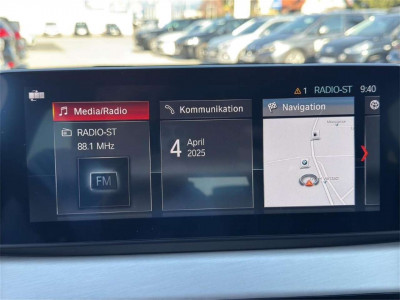 1 RADIO-ST 9:40
Media/Radio
RADIO-ST
88.1 MHz
FM
Kommunikation
4 April
2025
Navigation